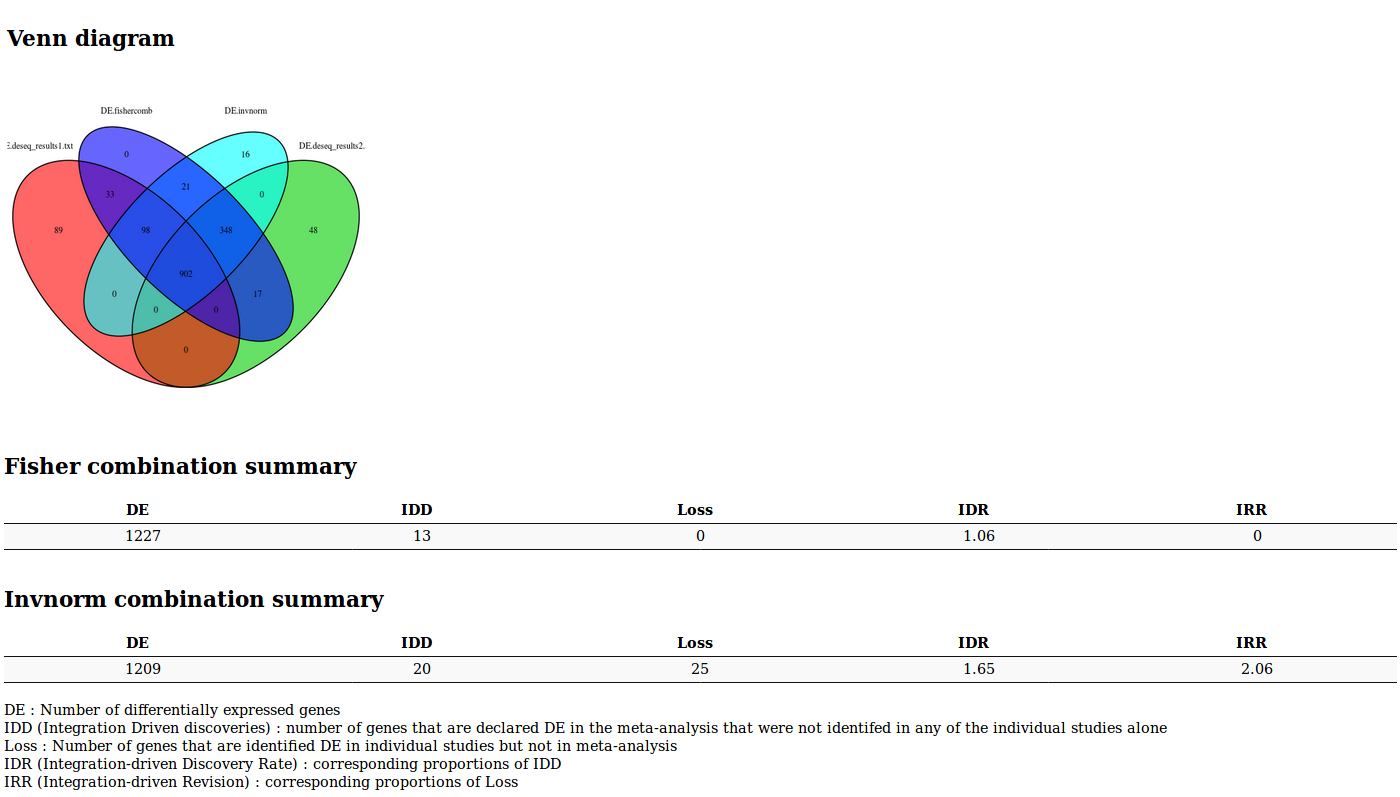 Venn diagram
DE.fishercomb DE.invnorm
E.deseq_results1.txt DE.deseq_results2.
0 16
33 21 0
89 98 348 48
902
0 17
0 0
0
Fisher combination summary
DE IDD Loss IDR IRR
1227 13 0 1.06 0
Invnorm combination summary
DE IDD Loss IDR IRR
1209 20 25 1.65 2.06
DE : Number of differentially expressed genes
IDD (Integration Driven discoveries) : number of genes that are declared DE in the meta-analysis that were not identifed in any of the individual studies alone
Loss : Number of genes that are identified DE in individual studies but not in meta-analysis
IDR (Integration-driven Discovery Rate) : corresponding proportions of IDD
IRR (Integration-driven Revision) : corresponding proportions of Loss